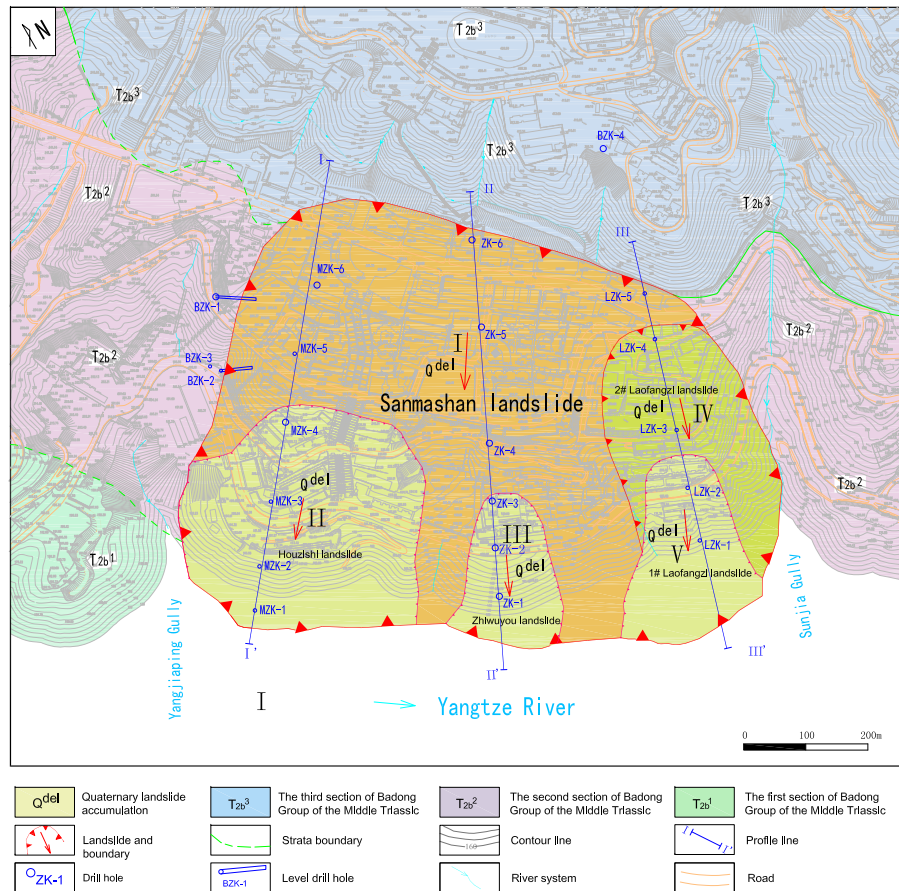 N
T2b³
T2b³
T2b³
T2b³
T2b²
T2b²
T2b²
T2b¹
BZK-4
I
II
III
ZK-6
MZK-6
BZK-1
LZK-5
ZK-5
LZK-4
MZK-5
BZK-3
BZK-2
I
Qdel
Sanmashan landslide
2# Laofangzi landslide
Qdel
IV
LZK-3
MZK-4
ZK-4
Qdel
MZK-3
II
ZK-3
III
LZK-2
Qdel
V
LZK-1
Houzishi landslide
ZK-2
Qdel
1# Laofangzi landslide
MZK-2
ZK-1
MZK-1
Zhiwuyou landslide
I'
II'
III'
Yangjiaping Gully
Sunjia Gully
I
Yangtze River
0 100 200m
Qdel Quaternary landslide accumulation
T2b³ The third section of Badong Group of the Middle Triassic
T2b² The second section of Badong Group of the Middle Triassic
T2b¹ The first section of Badong Group of the Middle Triassic
Landslide and boundary
Strata boundary
160
Contour line
I I'
Profile line
ZK-1 Drill hole
BZK-1 Level drill hole
River system
Road